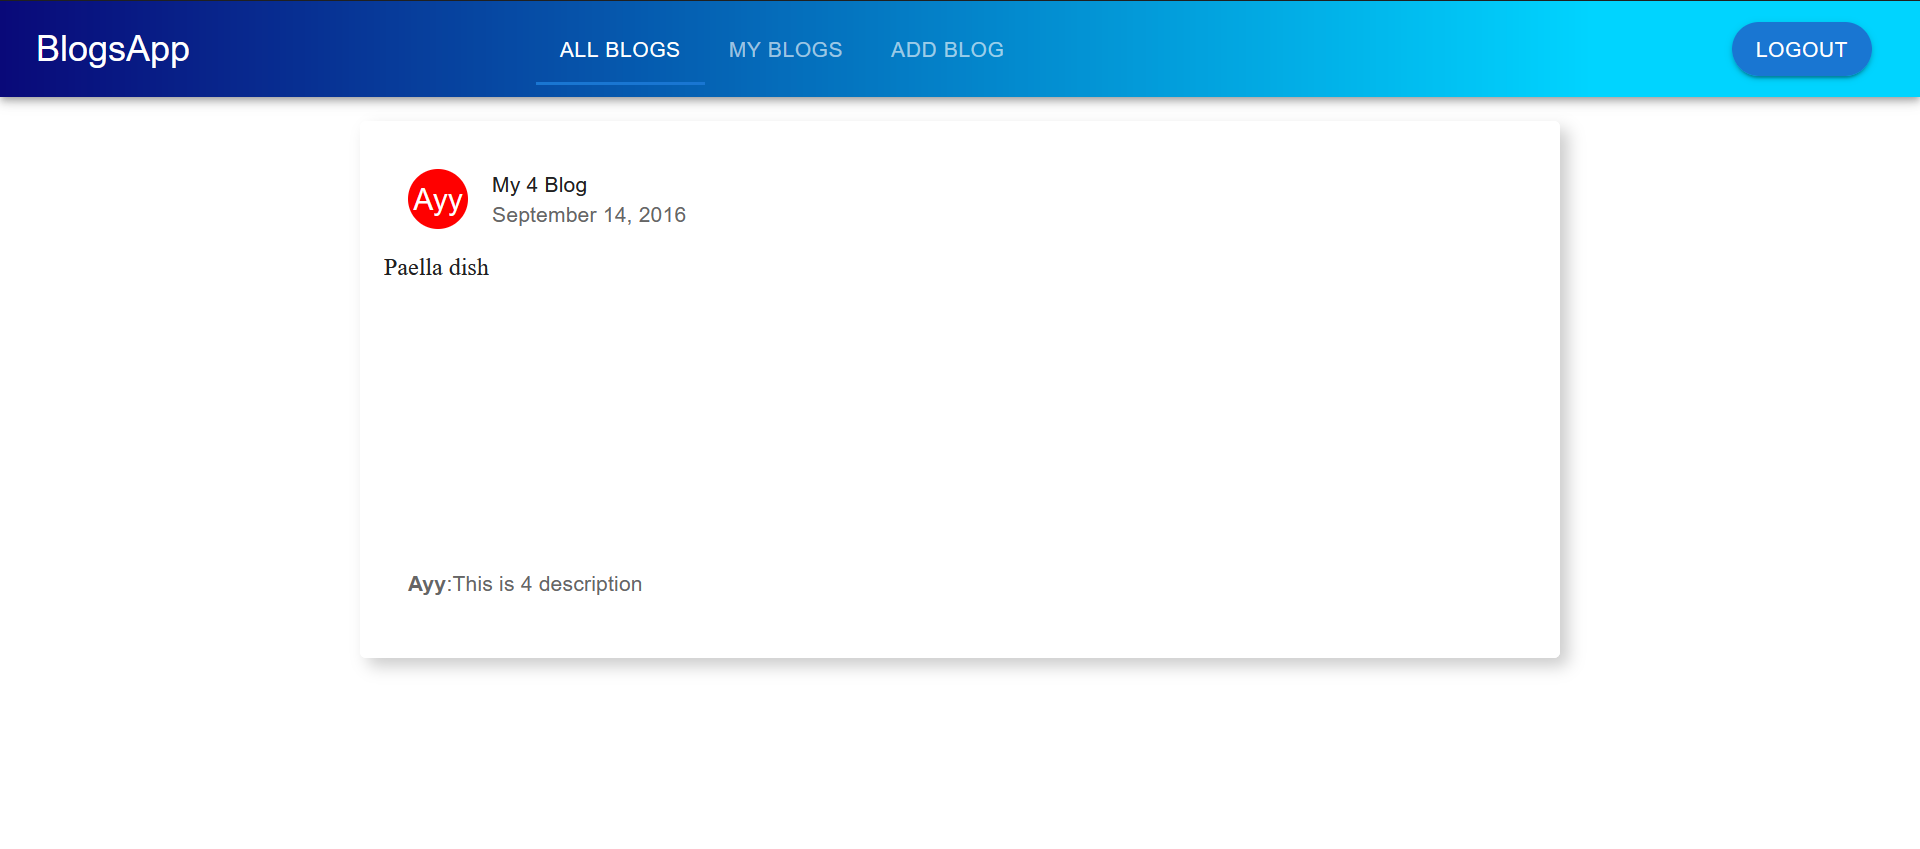 BlogsApp
ALL BLOGS
MY BLOGS
ADD BLOG
LOGOUT
Ayy
My 4 Blog
September 14, 2016
Paella dish
Ayy:This is 4 description